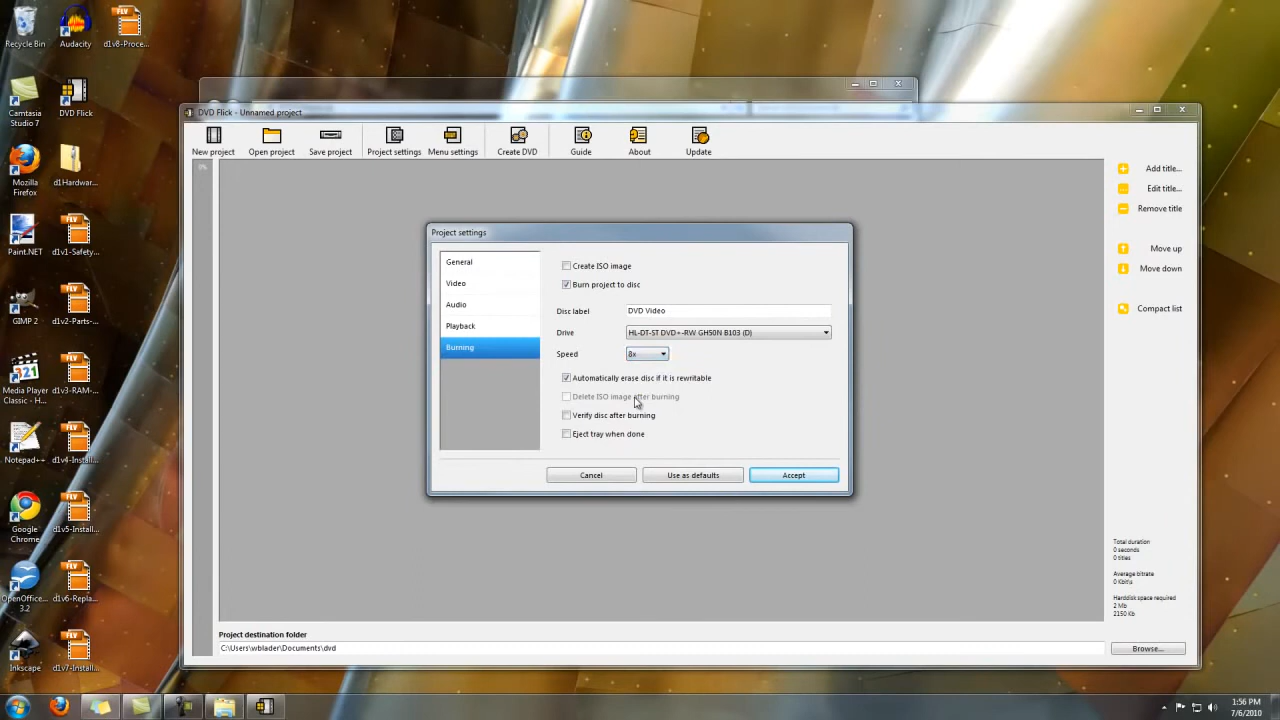 Recycle Bin
Audacity
d1v8-Proce...
Camtasia Studio 7
DVD Flick
Mozilla Firefox
d1Hardwar...
Paint.NET
d1v1-Safety...
GIMP 2
d1v2-Parts-...
Media Player Classic - H...
d1v3-RAM-...
Notepad++
d1v4-Install...
Google Chrome
d1v5-Install...
OpenOffice... 3.2
d1v6-Repla...
Inkscape
d1v7-Install...
DVD Flick - Unnamed project
New project
Open project
Save project
Project settings
Menu settings
Create DVD
Guide
About
Update
0%
Add title...
Edit title...
Remove title
Move up
Move down
Compact list
Project settings
General
Video
Audio
Playback
Burning
Create ISO image
Burn project to disc
Disc label
DVD Video
Drive
HL-DT-ST DVD+-RW GH50N B103 (D)
Speed
8x
Automatically erase disc if it is rewritable
Delete ISO image after burning
Verify disc after burning
Eject tray when done
Cancel
Use as defaults
Accept
Total duration
0 seconds
0 titles
Average bitrate
0 Kbit\s
Harddisk space required
2 Mb
2150 Kb
Project destination folder
C:\Users\wblader\Documents\dvd
Browse...
1:56 PM
7/6/2010